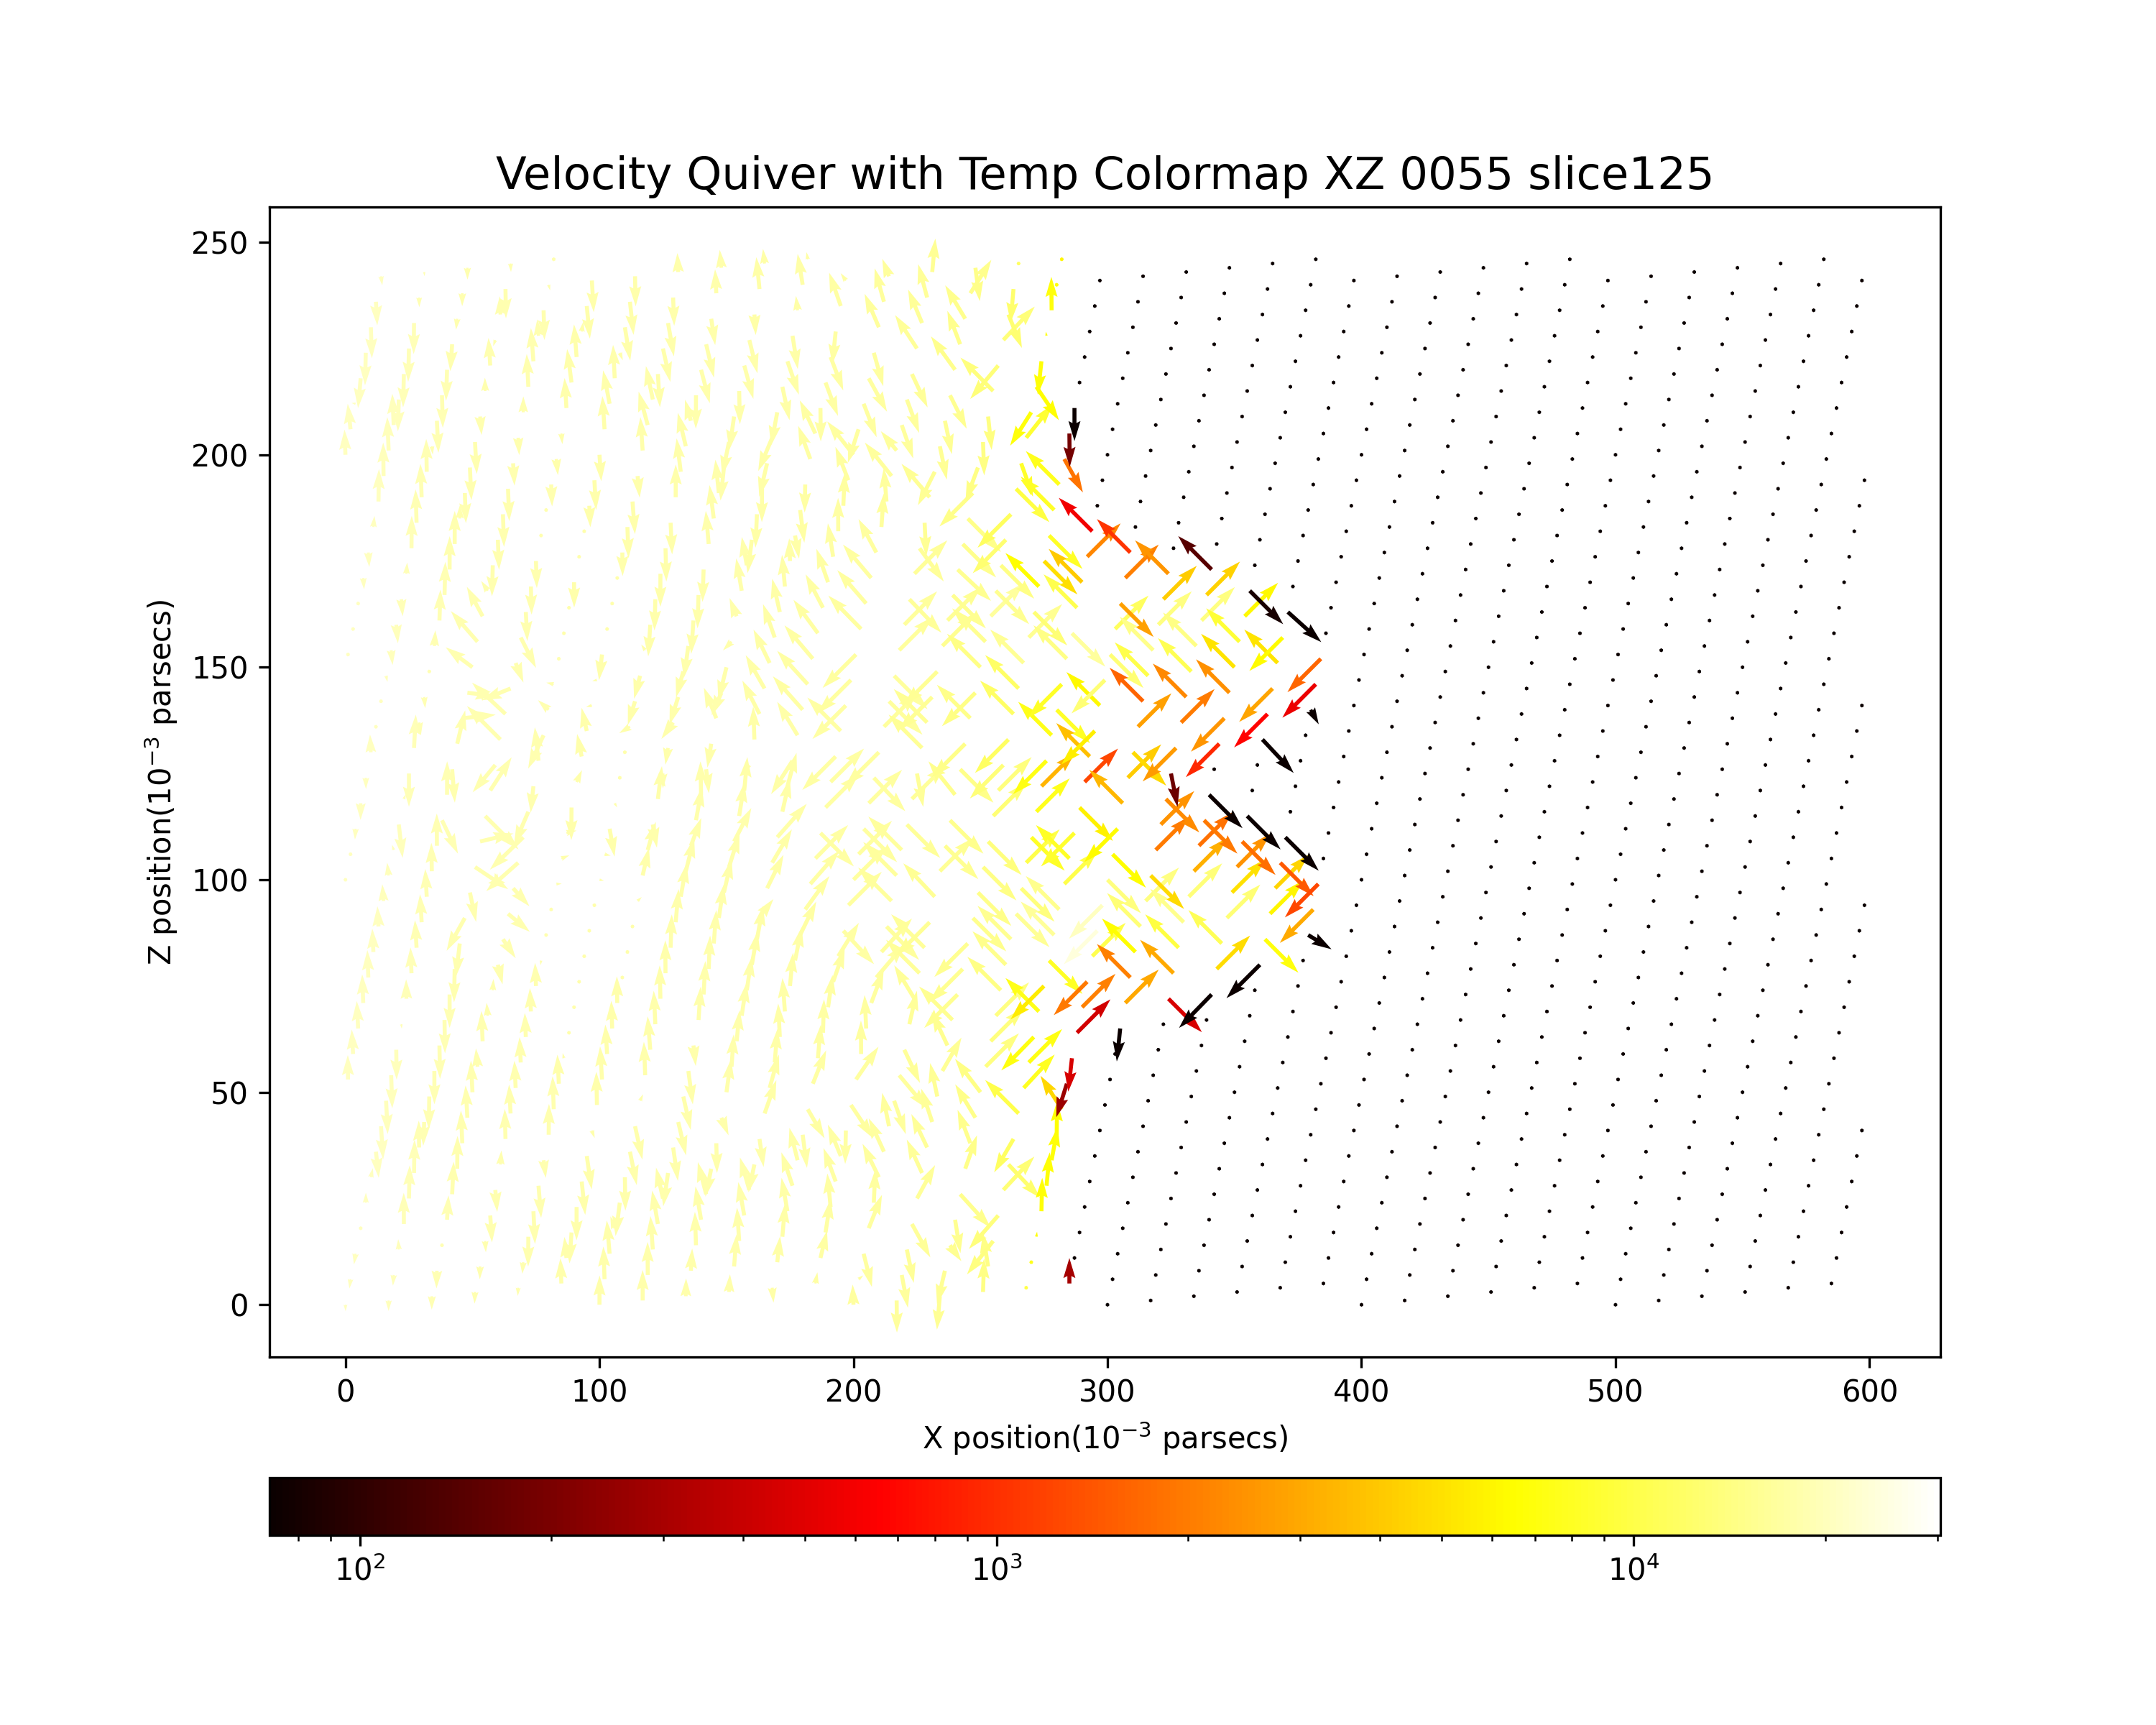 Velocity Quiver with Temp Colormap XZ 0055 slice125
250
200
150
100
50
0
Z position(10⁻³ parsecs)
0 100 200 300 400 500 600
X position(10⁻³ parsecs)
10² 10³ 10⁴